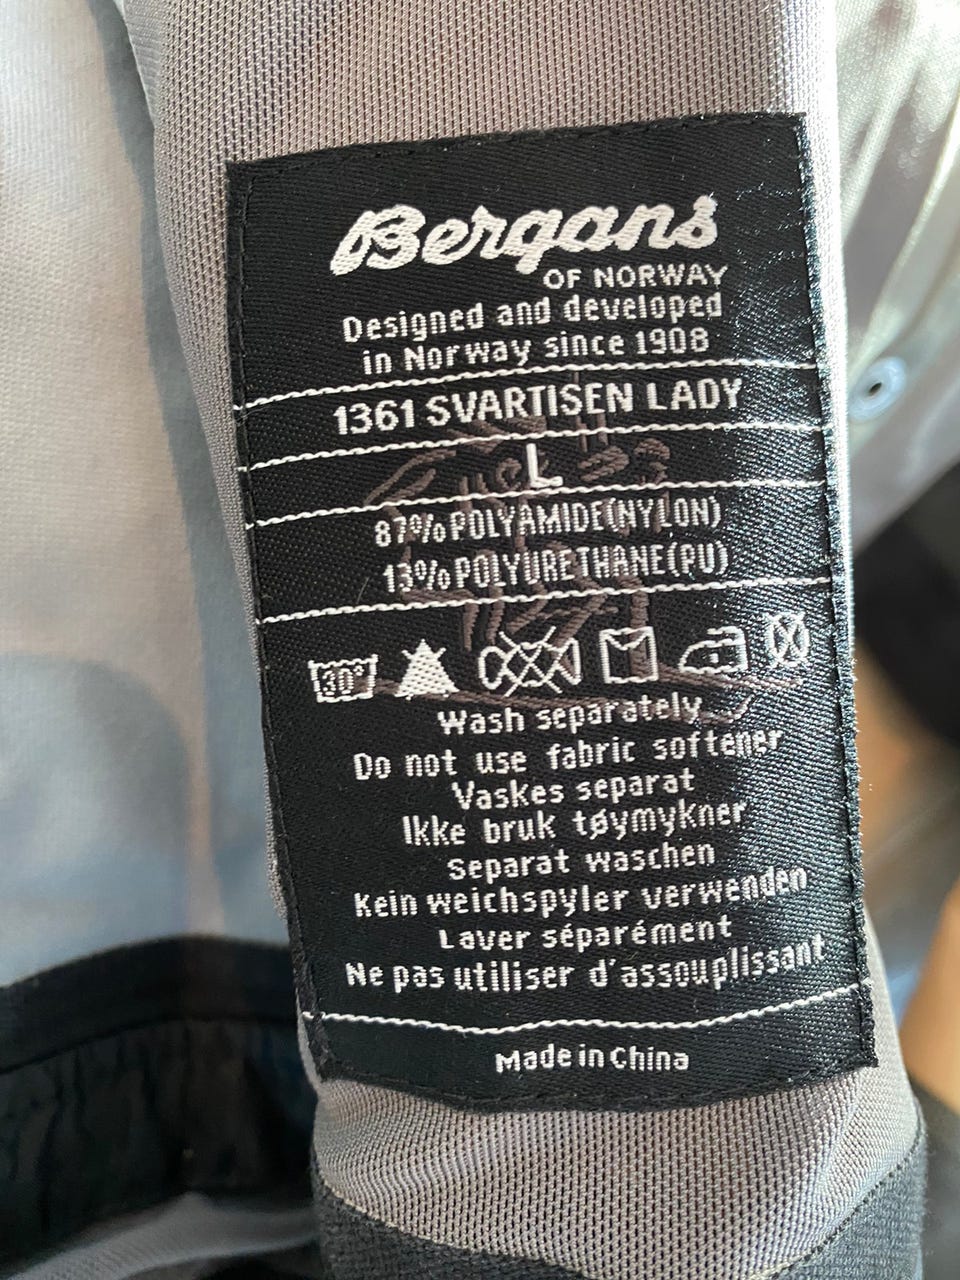 Bergans
OF NORWAY
Designed and developed
in Norway since 1908
1361 SVARTISEN LADY
L
87% POLYAMIDE(NYLON)
13% POLYURETHANE(PU)
30°
Wash separately
Do not use fabric softener
Vaskes separat
Ikke bruk tøymykner
Separat waschen
Kein weichspyler verwenden
Laver séparément
Ne pas utiliser d'assouplissant
Made in China